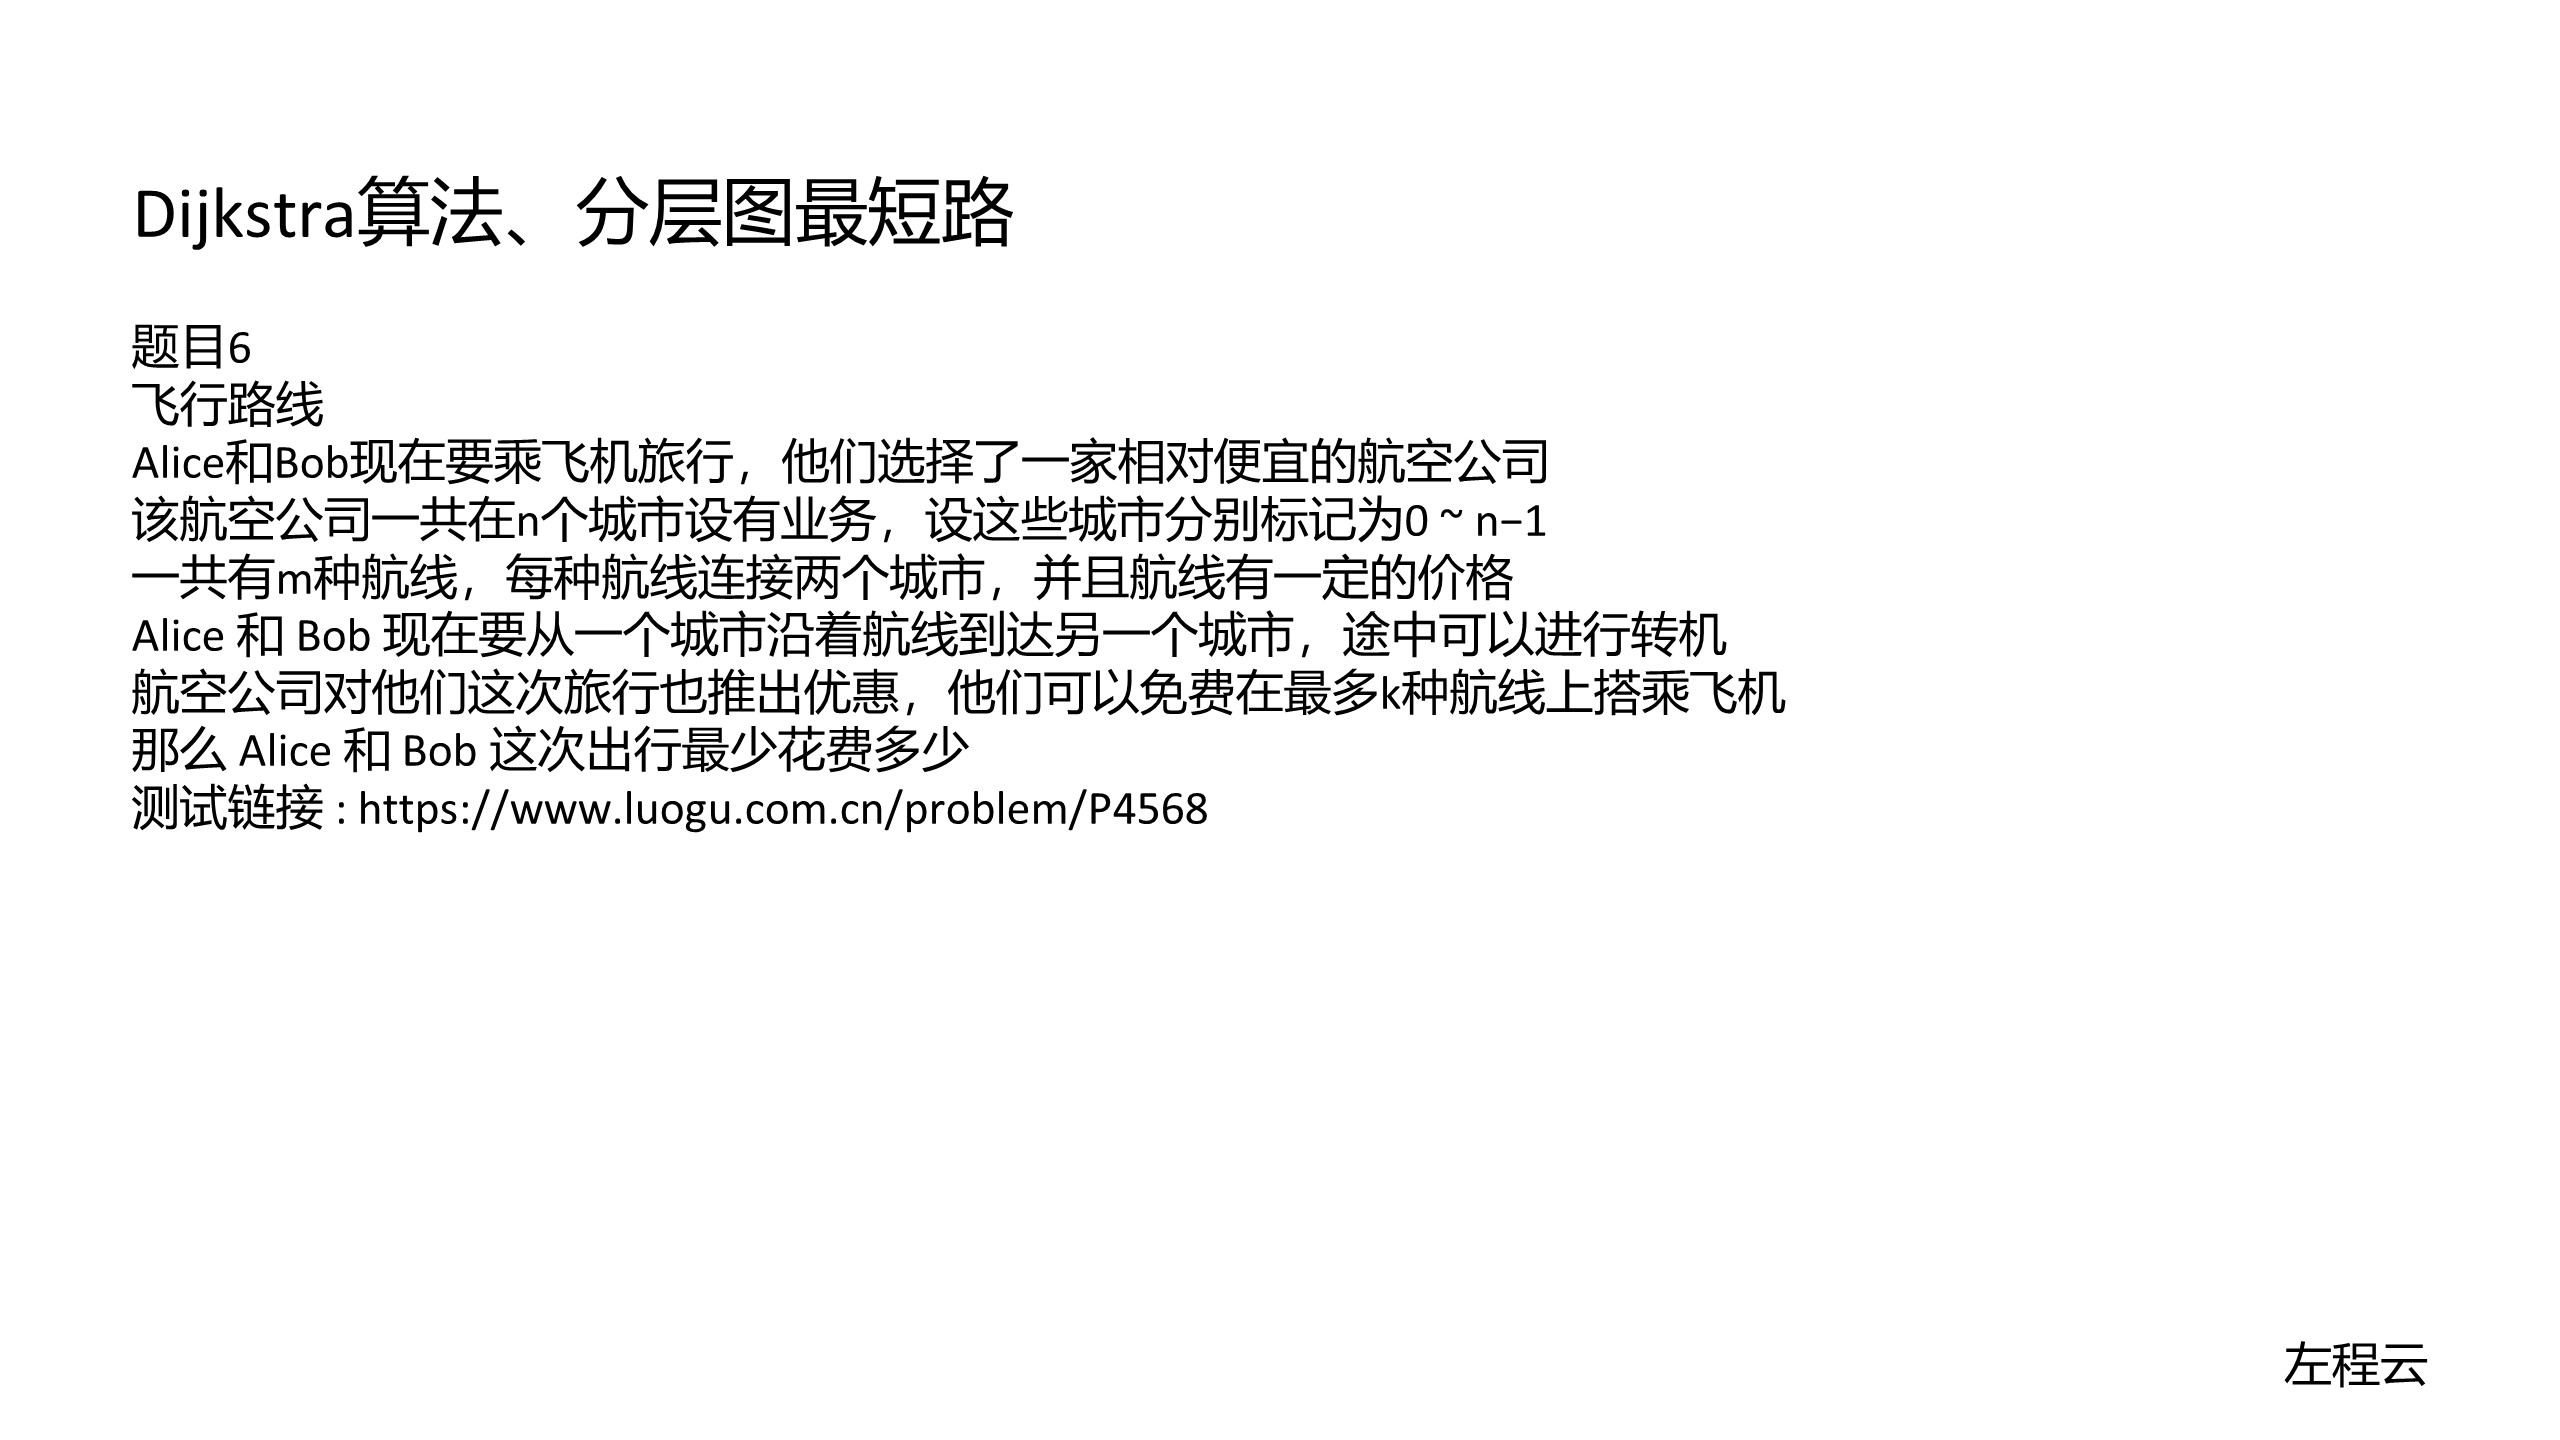 Dijkstra算法、分层图最短路
题目6
飞行路线
Alice和Bob现在要乘飞机旅行，他们选择了一家相对便宜的航空公司
该航空公司一共在n个城市设有业务，设这些城市分别标记为0 ~ n−1
一共有m种航线，每种航线连接两个城市，并且航线有一定的价格
Alice 和 Bob 现在要从一个城市沿着航线到达另一个城市，途中可以进行转机
航空公司对他们这次旅行也推出优惠，他们可以免费在最多k种航线上搭乘飞机
那么 Alice 和 Bob 这次出行最少花费多少
测试链接 : https://www.luogu.com.cn/problem/P4568
左程云